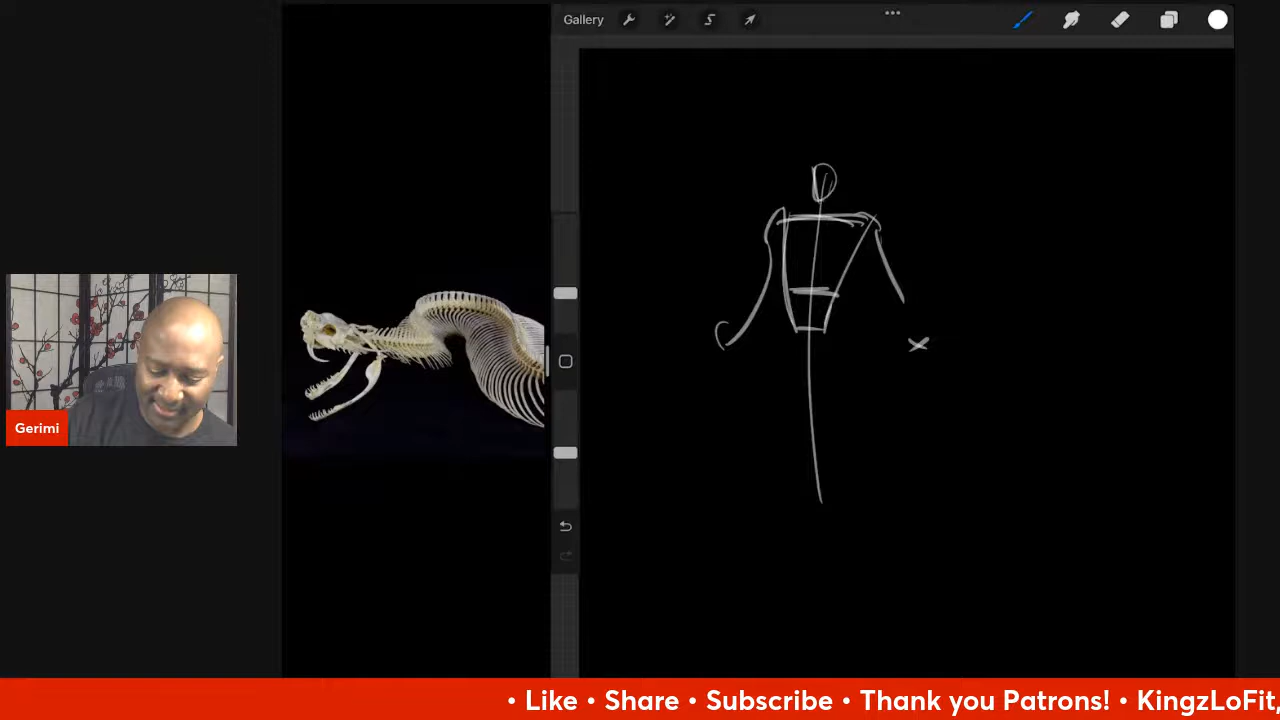 Gallery
Gerimi
• Like • Share • Subscribe • Thank you Patrons! • KingzLoFit,